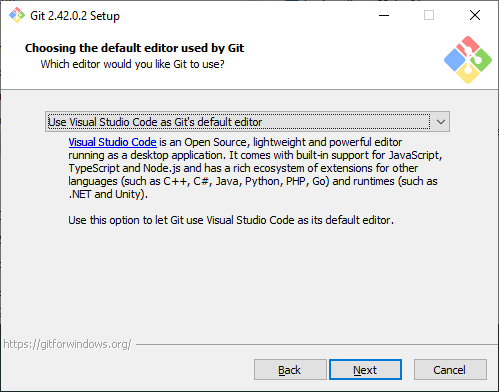 Git 2.42.0.2 Setup
Choosing the default editor used by Git
Which editor would you like Git to use?
Use Visual Studio Code as Git's default editor
Visual Studio Code is an Open Source, lightweight and powerful editor
running as a desktop application. It comes with built-in support for JavaScript,
TypeScript and Node.js and has a rich ecosystem of extensions for other
languages (such as C++, C#, Java, Python, PHP, Go) and runtimes (such as
.NET and Unity).
Use this option to let Git use Visual Studio Code as its default editor.
https://gitforwindows.org/
Back Next Cancel